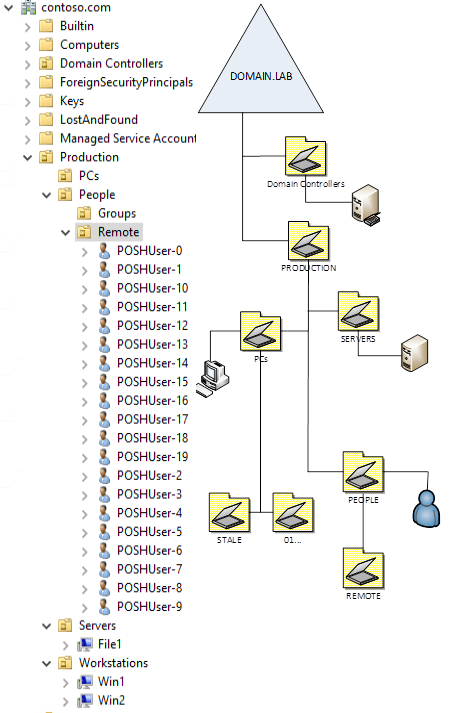 contoso.com
Builtin
Computers
Domain Controllers
ForeignSecurityPrincipals
Keys
LostAndFound
Managed Service Account
Production
PCs
People
Groups
Remote
POSHUser-0
POSHUser-1
POSHUser-10
POSHUser-11
POSHUser-12
POSHUser-13
POSHUser-14
POSHUser-15
POSHUser-16
POSHUser-17
POSHUser-18
POSHUser-19
POSHUser-2
POSHUser-3
POSHUser-4
POSHUser-5
POSHUser-6
POSHUser-7
POSHUser-8
POSHUser-9
Servers
File1
Workstations
Win1
Win2
DOMAIN.LAB
Domain Controllers
PRODUCTION
SERVERS
PCs
PEOPLE
STALE
01...
REMOTE